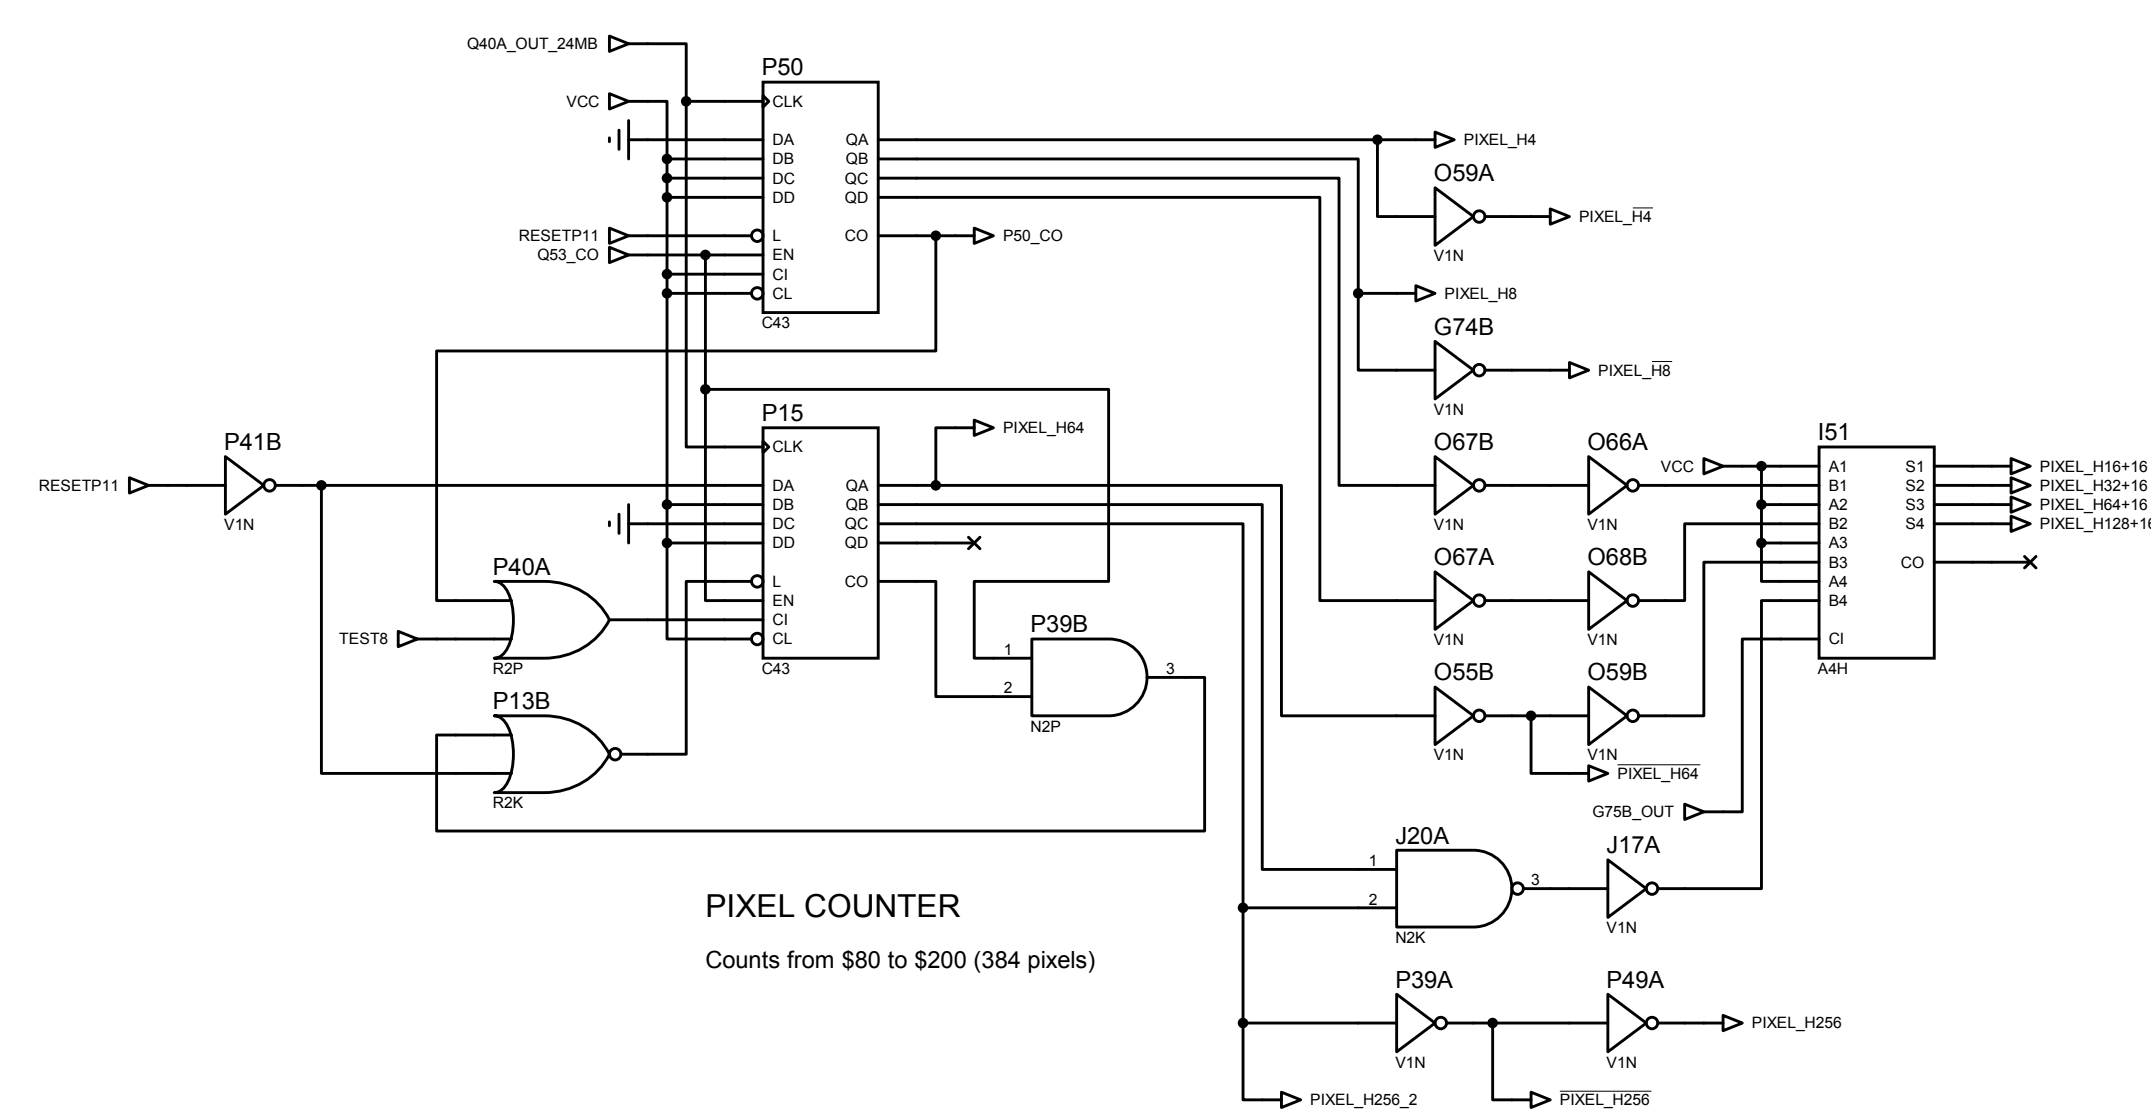 Q40A_OUT_24MB
P50
VCC
CLK
DA QA
DB QB
DC QC
DD QD
PIXEL_H4
O59A
V1N
PIXEL_H4
RESETP11
L CO
P50_CO
Q53_CO
EN
CI
CL
C43
PIXEL_H8
G74B
V1N
PIXEL_H8
P15
PIXEL_H64
CLK
P41B
RESETP11
V1N
DA QA
DB QB
DC QC
DD QD
L CO
EN
CI
CL
C43
P40A
TEST8
R2P
P13B
R2K
P39B
1
2
3
N2P
O67B
V1N
O66A
V1N
O67A
V1N
O68B
V1N
O55B
V1N
O59B
V1N
PIXEL_H64
VCC
I51
A1 S1
B1 S2
A2 S3
B2 S4
A3
B3 CO
A4
B4
CI
A4H
PIXEL_H16+16
PIXEL_H32+16
PIXEL_H64+16
PIXEL_H128+16
G75B_OUT
J20A
1
2
3
N2K
J17A
V1N
PIXEL COUNTER
Counts from $80 to $200 (384 pixels)
P39A
V1N
P49A
V1N
PIXEL_H256
PIXEL_H256_2
PIXEL_H256